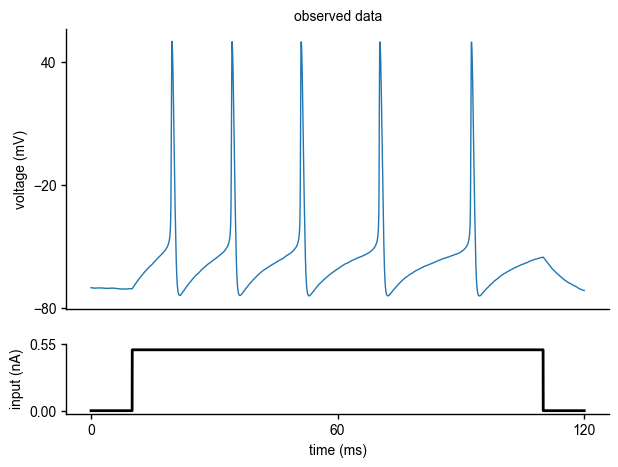 observed data
40
−20
−80
voltage (mV)
0.55
0.00
input (nA)
0 60 120
time (ms)